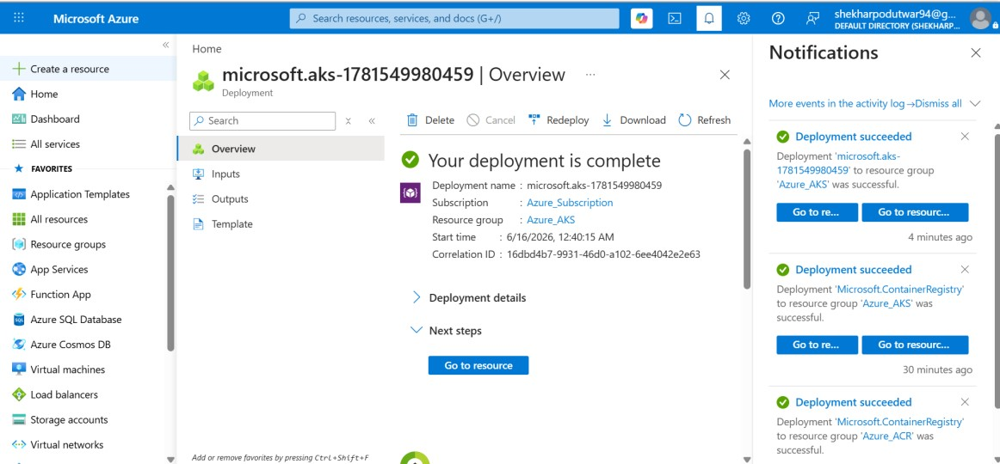 Microsoft Azure
Search resources, services, and docs (G+/)
shekharpodutwar94@g...
DEFAULT DIRECTORY (SHEKHARP...
Create a resource
Home
Dashboard
All services
FAVORITES
Application Templates
All resources
Resource groups
App Services
Function App
Azure SQL Database
Azure Cosmos DB
Virtual machines
Load balancers
Storage accounts
Virtual networks
Home
microsoft.aks-1781549980459 | Overview ...
Deployment
Search
Overview
Inputs
Outputs
Template
Add or remove favorites by pressing Ctrl+Shift+F
Delete Cancel Redeploy Download Refresh
Your deployment is complete
Deployment name : microsoft.aks-1781549980459
Subscription : Azure_Subscription
Resource group : Azure_AKS
Start time : 6/16/2026, 12:40:15 AM
Correlation ID : 16dbd4b7-9931-46d0-a102-6ee4042e2e63
Deployment details
Next steps
Go to resource
Notifications
More events in the activity log → Dismiss all
Deployment succeeded
Deployment 'microsoft.aks-
1781549980459' to resource group
'Azure_AKS' was successful.
Go to re... Go to resourc...
4 minutes ago
Deployment succeeded
Deployment 'Microsoft.ContainerRegistry'
to resource group 'Azure_AKS' was
successful.
Go to re... Go to resourc...
30 minutes ago
Deployment succeeded
Deployment 'Microsoft.ContainerRegistry'
to resource group 'Azure_ACR' was
successful.